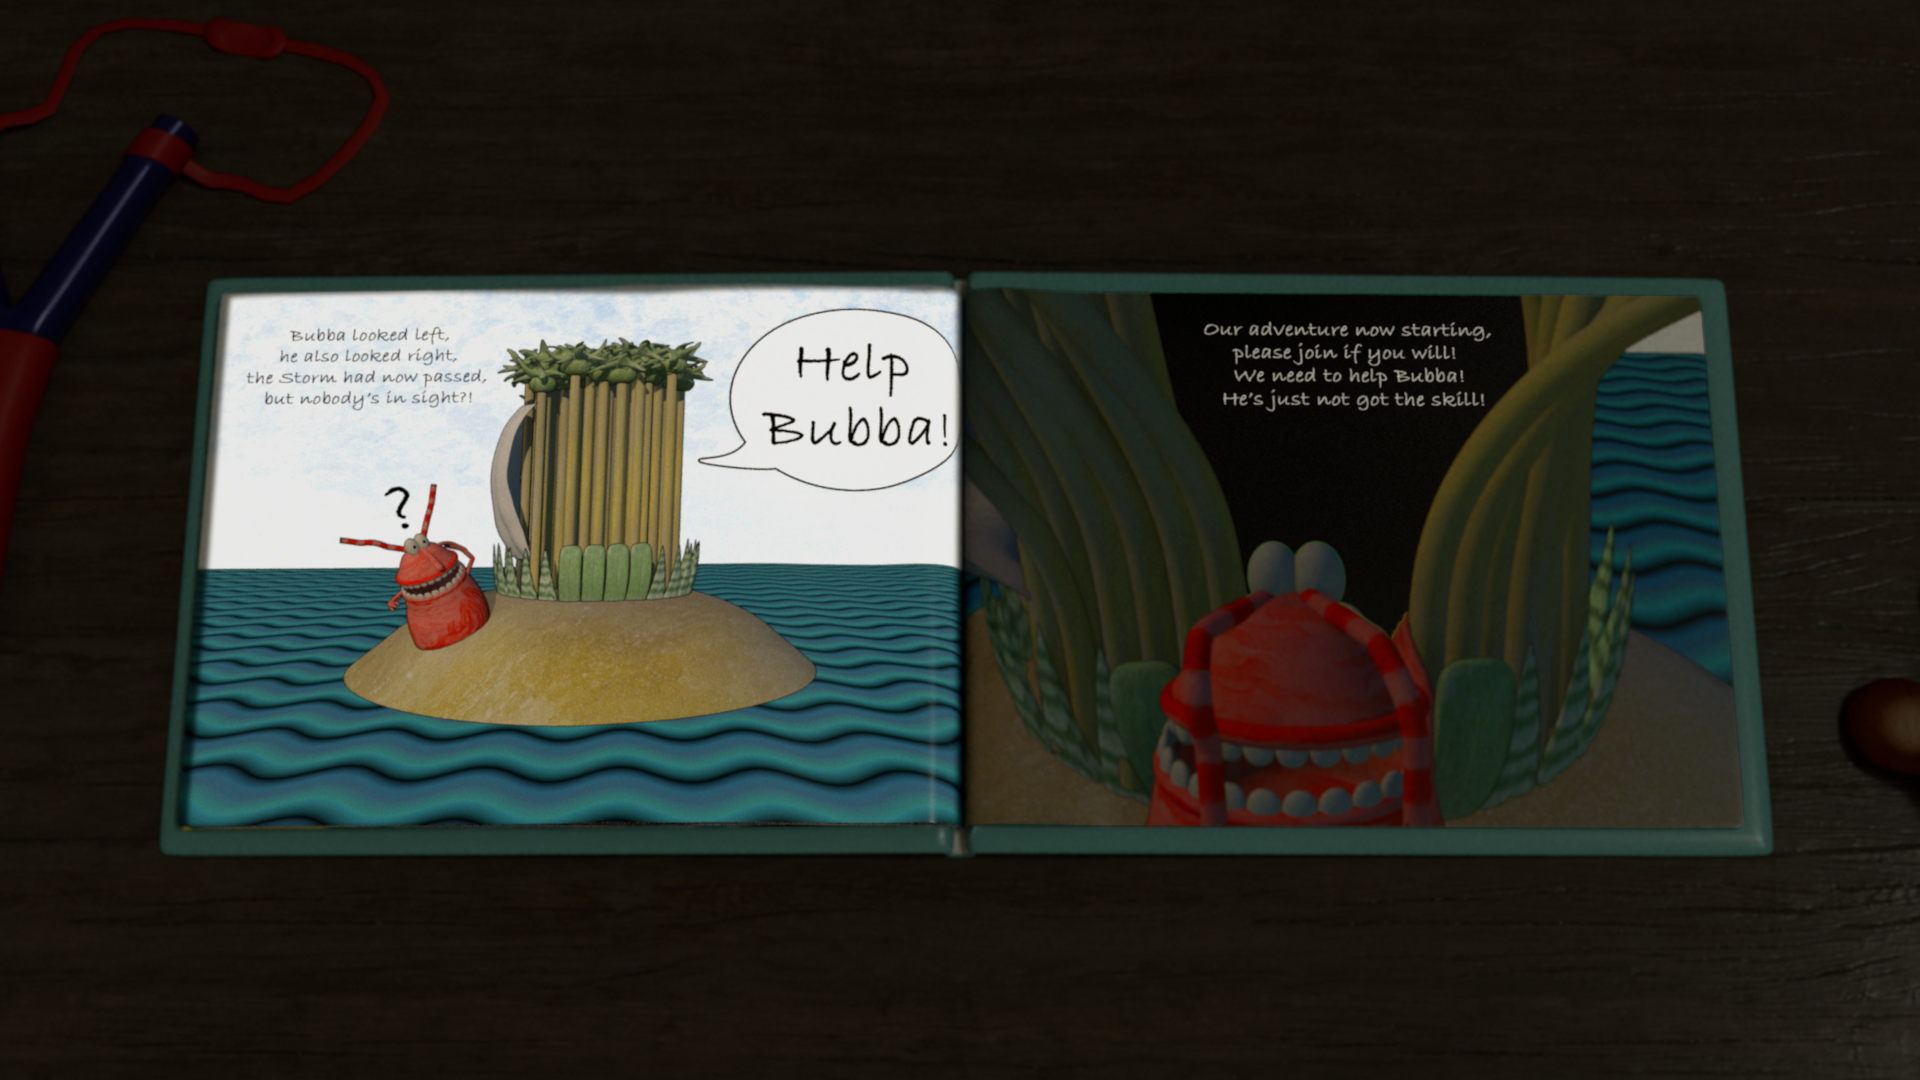 Bubba looked left,
he also looked right,
the Storm had now passed,
but nobody's in sight?!
?
Help
Bubba!
Our adventure now starting,
please join if you will!
We need to help Bubba!
He's just not got the skill!